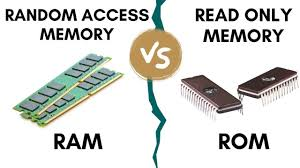 RANDOM ACCESS
MEMORY
VS
READ ONLY
MEMORY
RAM
ROM